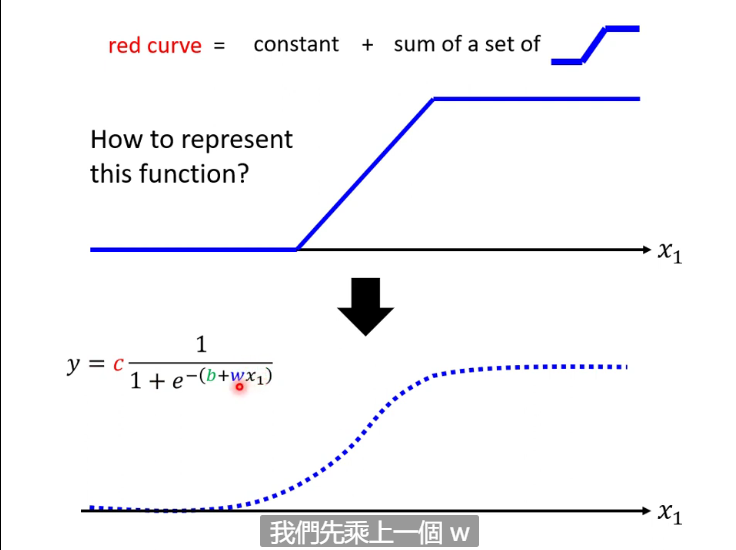 red curve = constant + sum of a set of
How to represent
this function?
x₁
y = c 1 / (1 + e^−(b+wx₁))
x₁
我們先乘上一個 w